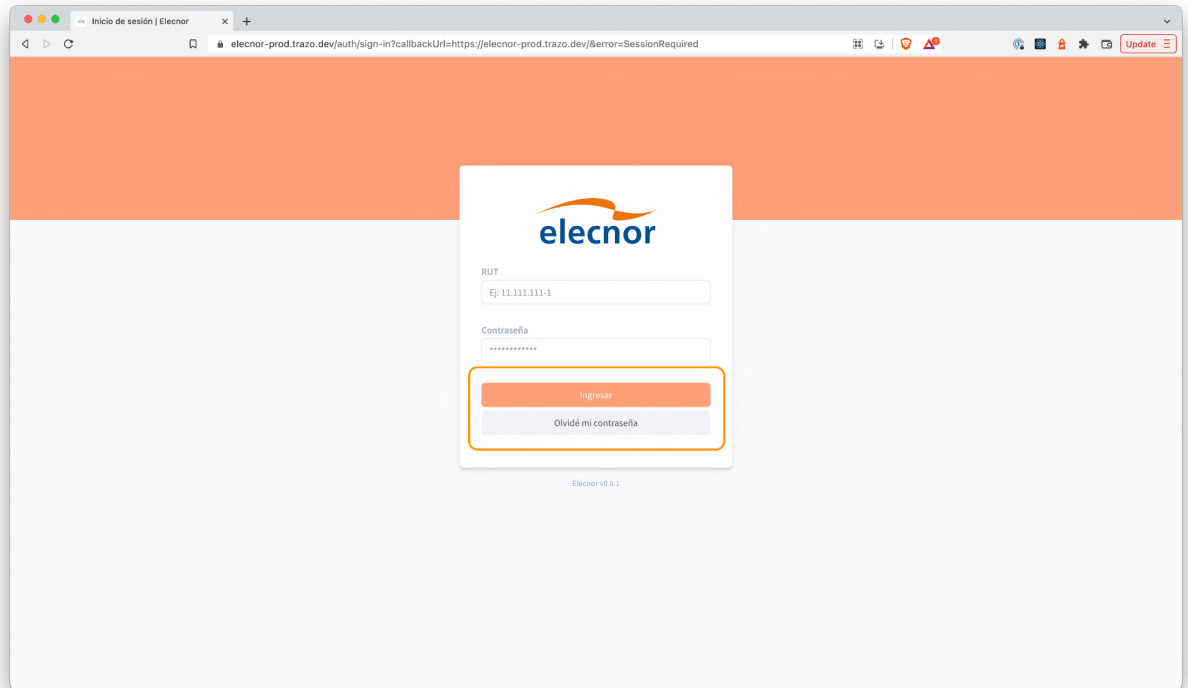 Inicio de sesión | Elecnor
elecnor-prod.trazo.dev/auth/sign-in?callbackUrl=https://elecnor-prod.trazo.dev/&error=SessionRequired
1
Update
elecnor
RUT
Ej: 11.111.111-1
Contraseña
************
Ingresar
Olvidé mi contraseña
Elecnor v0.0.1